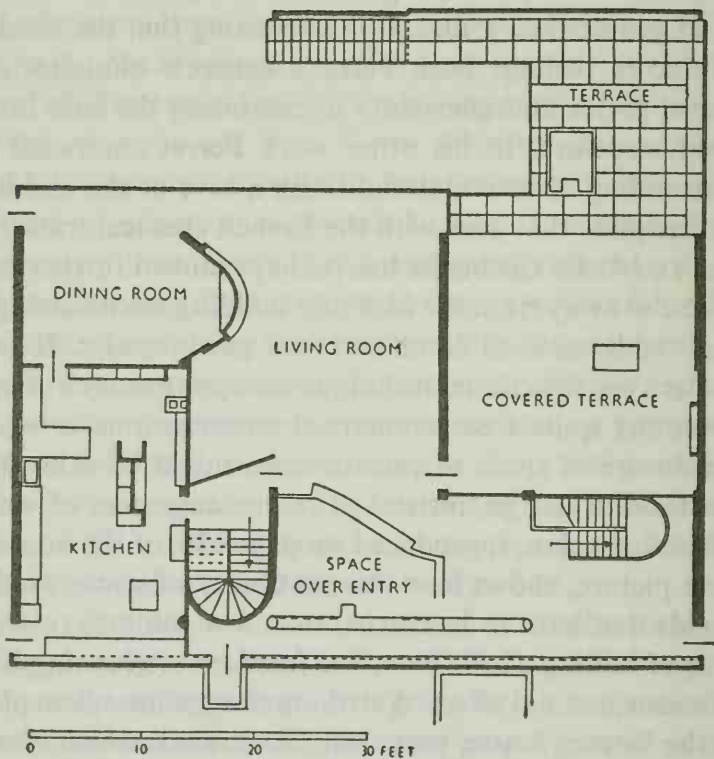 TERRACE
DINING ROOM
LIVING ROOM
COVERED TERRACE
KITCHEN
SPACE
OVER ENTRY
0 10 20 30 FEET